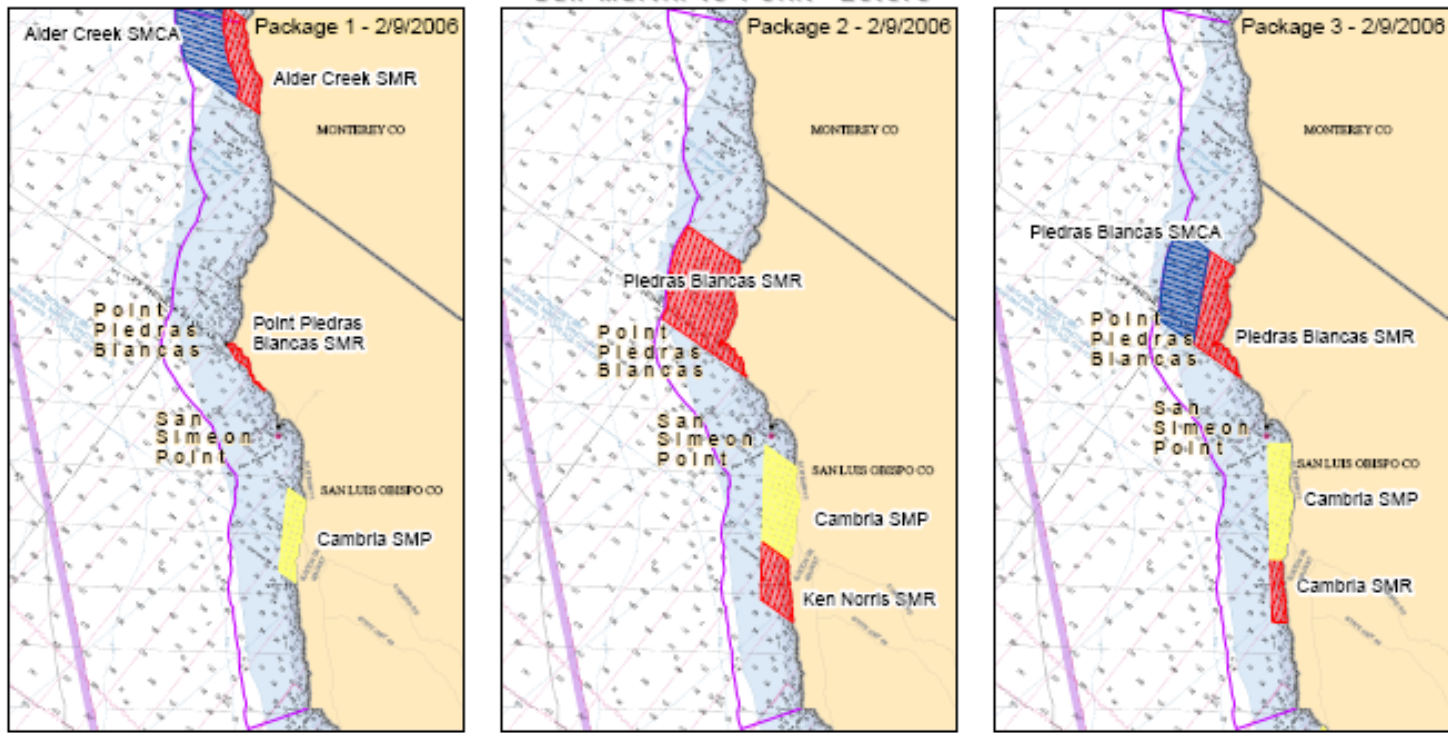 Package 1 - 2/9/2006
Alder Creek SMCA
Alder Creek SMR
MONTEREY CO
Point
Piedras
Blancas
Point Piedras
Blancas SMR
San
Simeon
Point
SAN LUIS OBISPO CO
Cambria SMP
Package 2 - 2/9/2006
MONTEREY CO
Piedras Blancas SMR
Point
Piedras
Blancas
San
Simeon
Point
SAN LUIS OBISPO CO
Cambria SMP
Ken Norris SMR
Package 3 - 2/9/2006
MONTEREY CO
Piedras Blancas SMCA
Point
Piedras
Blancas
Piedras Blancas SMR
San
Simeon
Point
SAN LUIS OBISPO CO
Cambria SMP
Cambria SMR